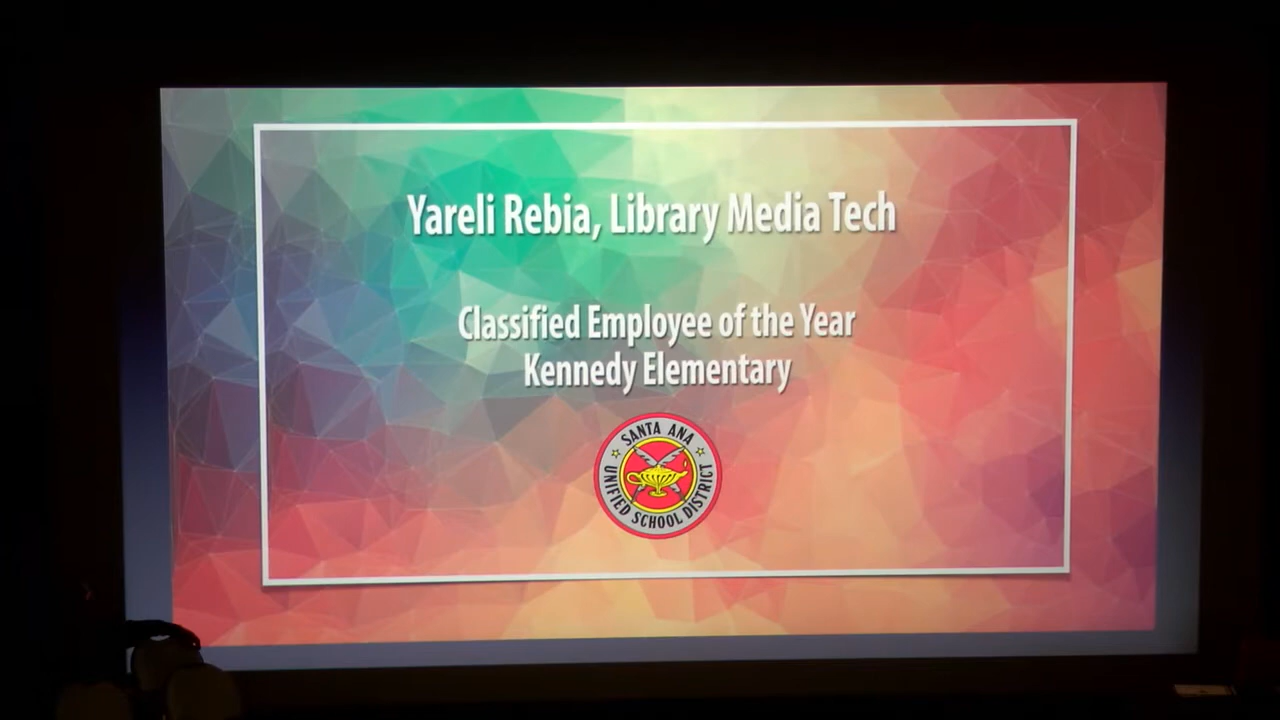 Yareli Rebia, Library Media Tech
Classified Employee of the Year
Kennedy Elementary
SANTA ANA
UNIFIED SCHOOL DISTRICT